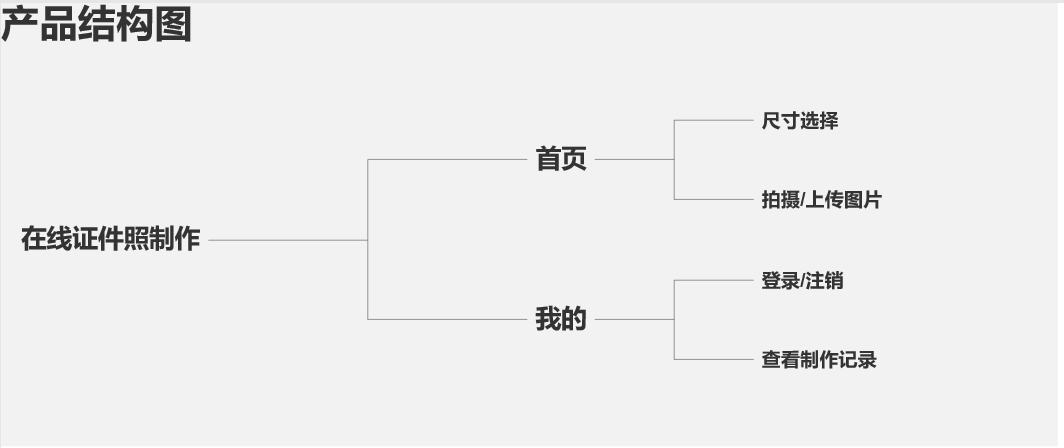 产品结构图
尺寸选择
首页
拍摄/上传图片
在线证件照制作
登录/注销
我的
查看制作记录